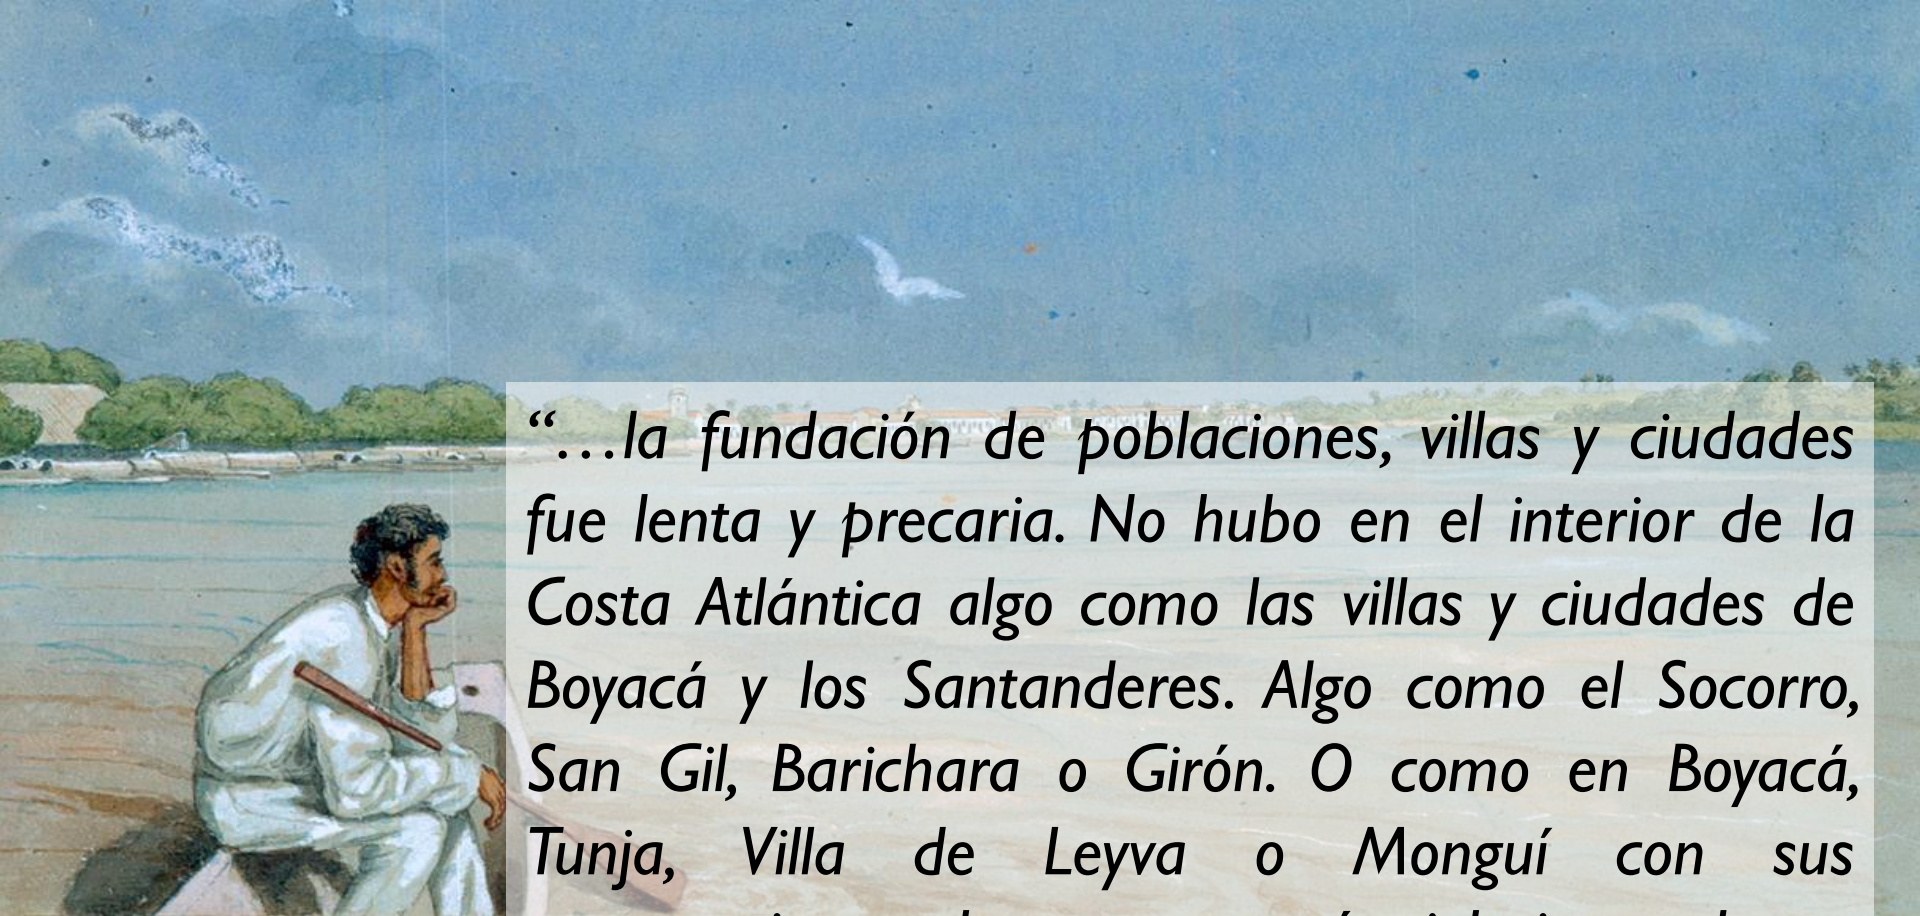 “…la fundación de poblaciones, villas y ciudades
fue lenta y precaria. No hubo en el interior de la
Costa Atlántica algo como las villas y ciudades de
Boyacá y los Santanderes. Algo como el Socorro,
San Gil, Barichara o Girón. O como en Boyacá,
Tunja, Villa de Leyva o Monguí con sus